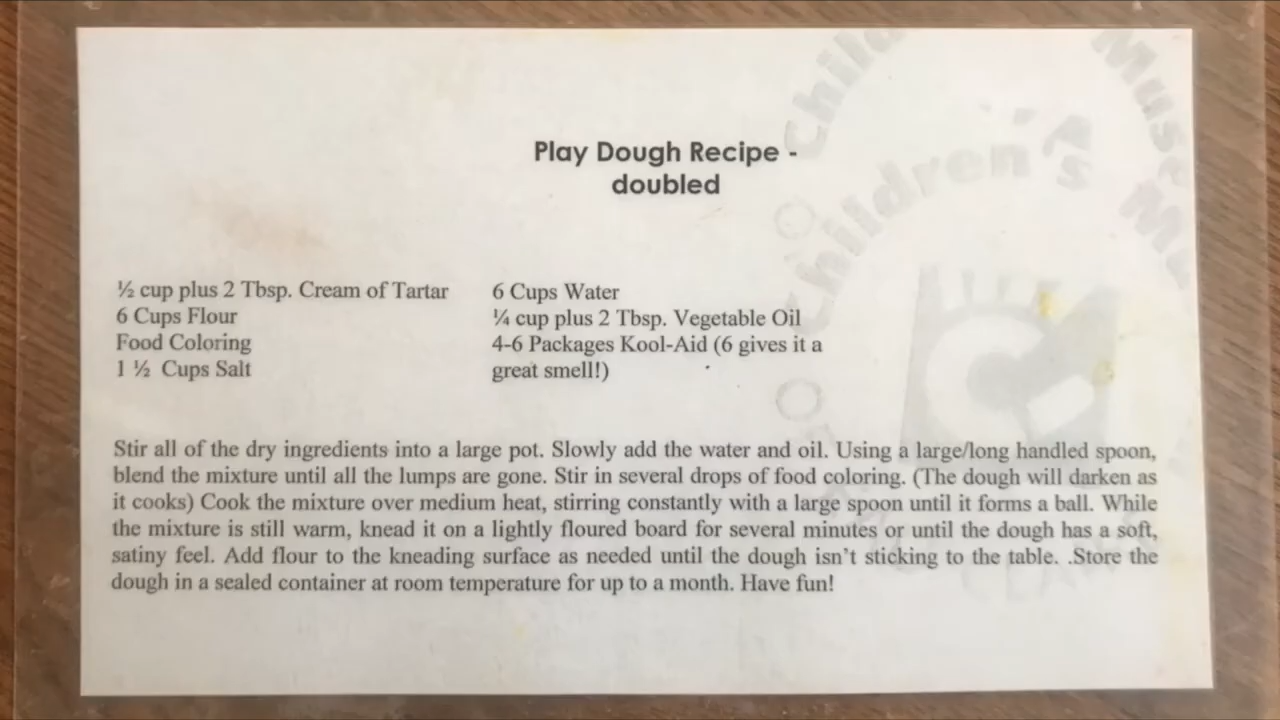 Play Dough Recipe -
doubled
½ cup plus 2 Tbsp. Cream of Tartar
6 Cups Flour
Food Coloring
1 ½  Cups Salt
6 Cups Water
¼ cup plus 2 Tbsp. Vegetable Oil
4-6 Packages Kool-Aid (6 gives it a
great smell!)
Stir all of the dry ingredients into a large pot. Slowly add the water and oil. Using a large/long handled spoon,
blend the mixture until all the lumps are gone. Stir in several drops of food coloring. (The dough will darken as
it cooks) Cook the mixture over medium heat, stirring constantly with a large spoon until it forms a ball. While
the mixture is still warm, knead it on a lightly floured board for several minutes or until the dough has a soft,
satiny feel. Add flour to the kneading surface as needed until the dough isn't sticking to the table. .Store the
dough in a sealed container at room temperature for up to a month. Have fun!
Children's